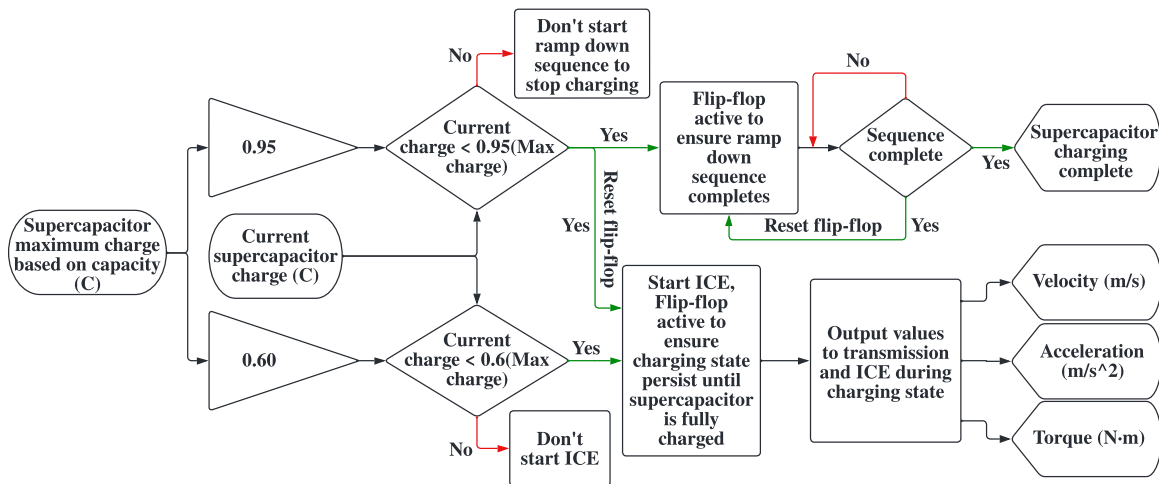 Supercapacitor
maximum charge
based on capacity
(C)
0.95
Current
supercapacitor
charge (C)
0.60
Current
charge < 0.95(Max
charge)
No
Don't start
ramp down
sequence to
stop charging
Yes
Yes
Reset flip-flop
Current
charge < 0.6(Max
charge)
No
Don't
start ICE
Yes
Flip-flop
active to
ensure ramp
down
sequence
completes
No
Sequence
complete
Yes
Reset flip-flop
Yes
Supercapacitor
charging
complete
Start ICE,
Flip-flop
active to
ensure
charging state
persist until
supercapacitor
is fully
charged
Output values
to transmission
and ICE during
charging state
Velocity (m/s)
Acceleration
(m/s^2)
Torque (N·m)